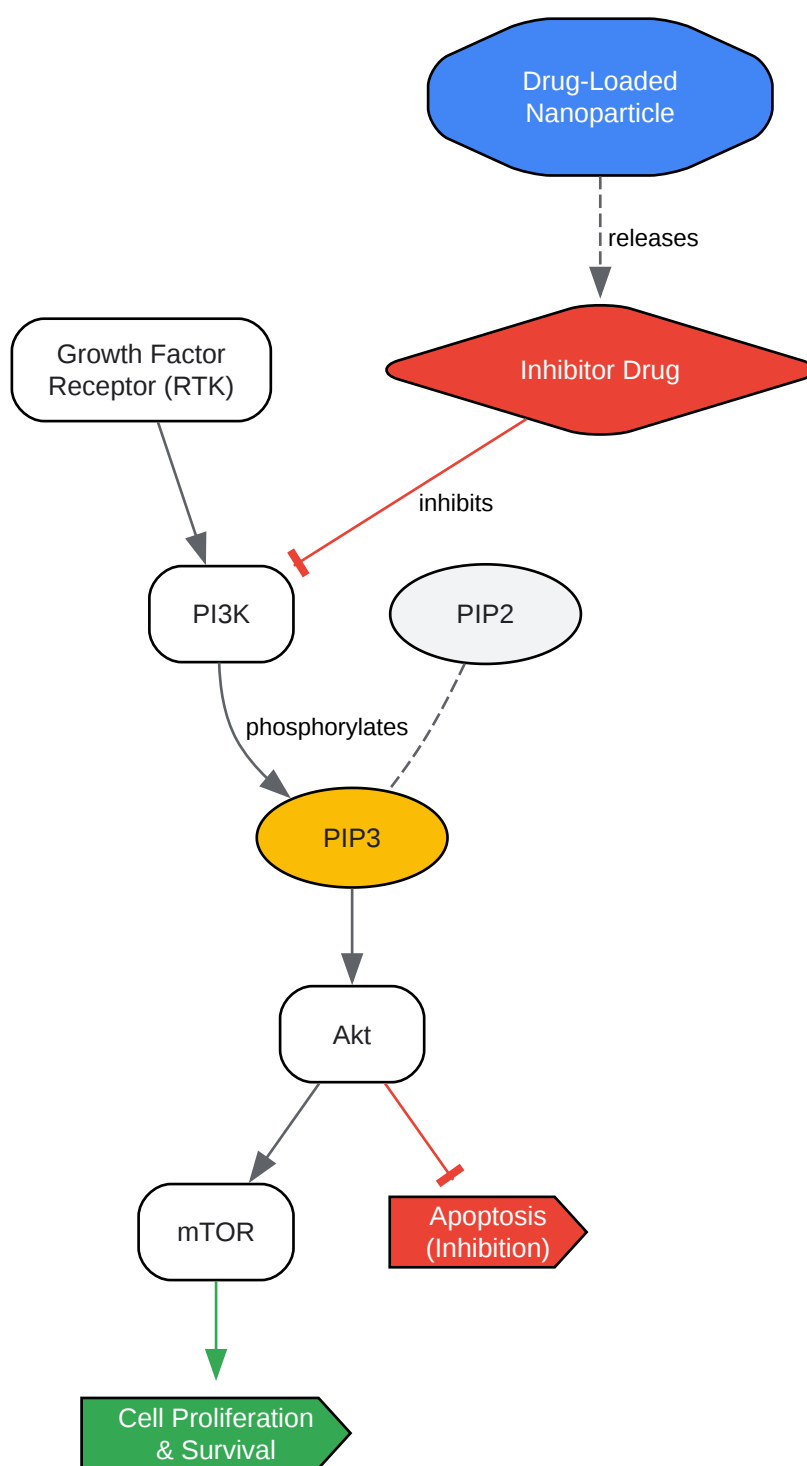 Drug-Loaded
Nanoparticle
releases
Growth Factor
Receptor (RTK)
Inhibitor Drug
inhibits
PI3K
PIP2
phosphorylates
PIP3
Akt
mTOR
Apoptosis
(Inhibition)
Cell Proliferation
& Survival